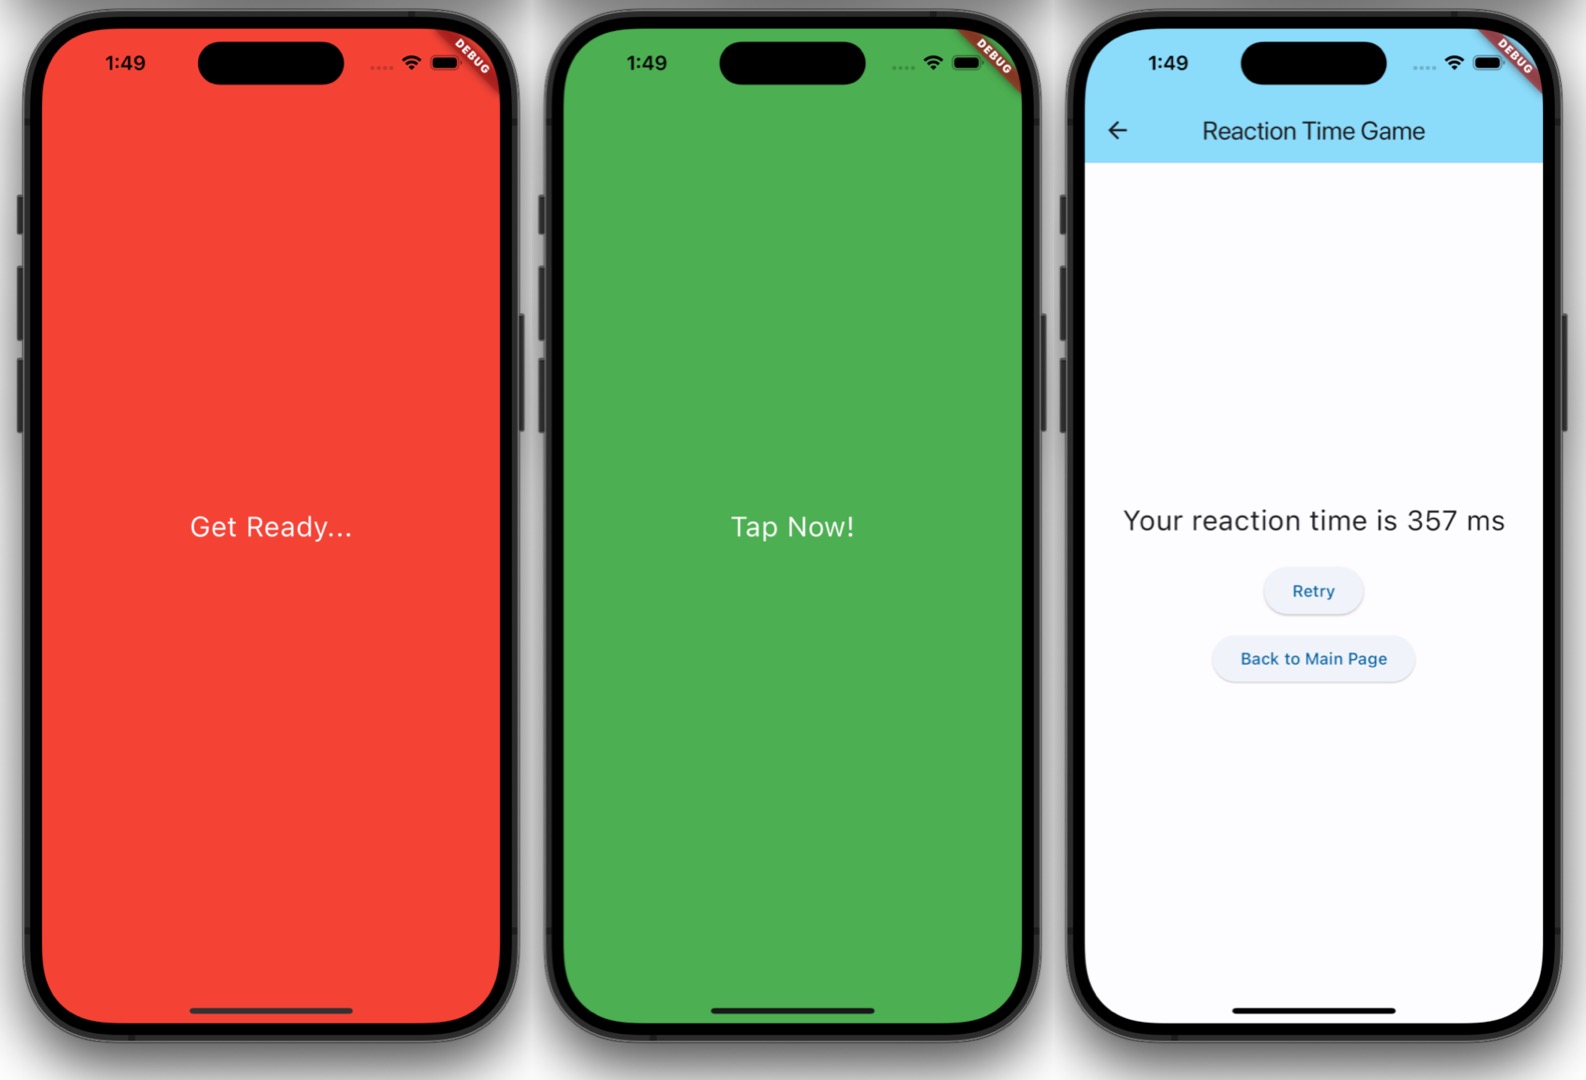 1:49
DEBUG
Get Ready...
1:49
DEBUG
Tap Now!
1:49
DEBUG
Reaction Time Game
Your reaction time is 357 ms
Retry
Back to Main Page